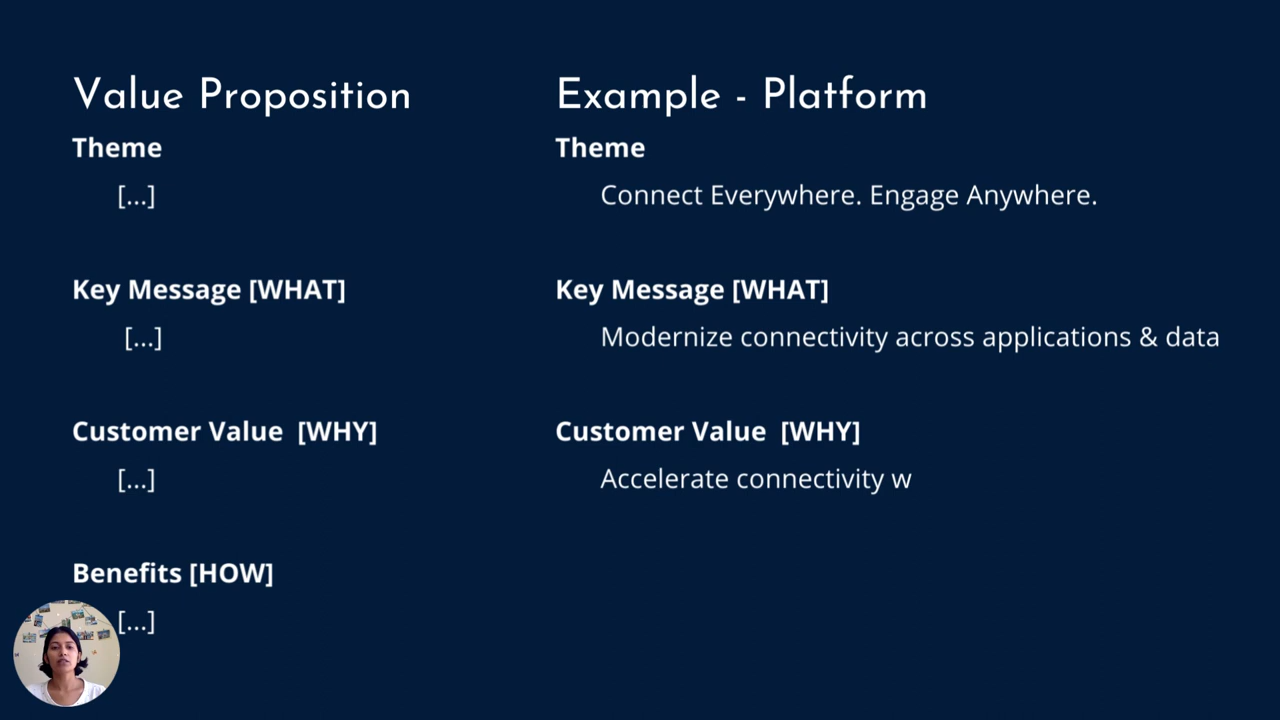 Value Proposition
Theme
[...]
Key Message [WHAT]
[...]
Customer Value [WHY]
[...]
Benefits [HOW]
[...]
Example - Platform
Theme
Connect Everywhere. Engage Anywhere.
Key Message [WHAT]
Modernize connectivity across applications & data
Customer Value [WHY]
Accelerate connectivity w